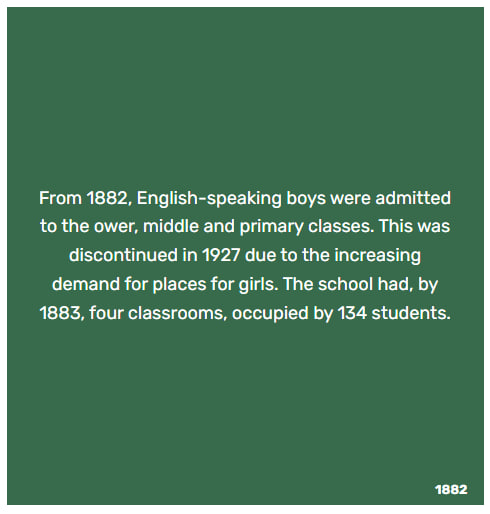 From 1882, English-speaking boys were admitted
to the ower, middle and primary classes. This was
discontinued in 1927 due to the increasing
demand for places for girls. The school had, by
1883, four classrooms, occupied by 134 students.
1882